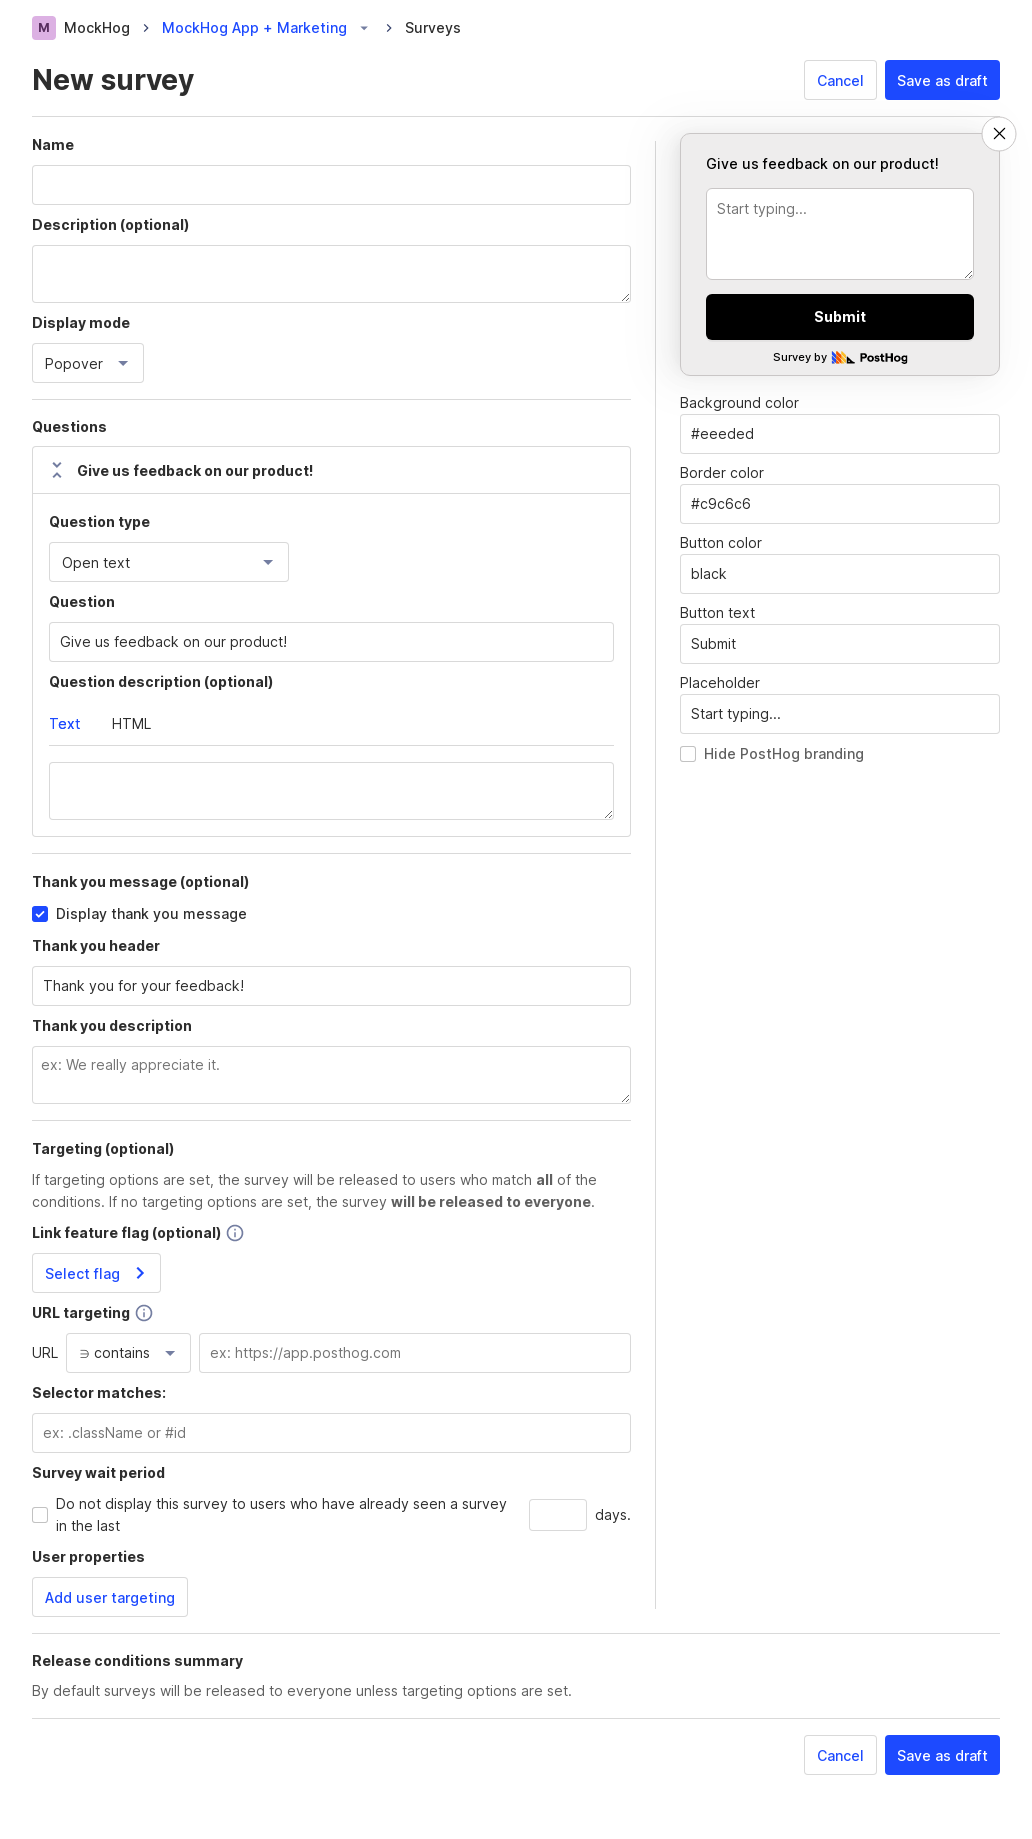 M MockHog > MockHog App + Marketing > Surveys
New survey
Cancel
Save as draft
Name
Description (optional)
Display mode
Popover
Questions
Give us feedback on our product!
Question type
Open text
Question
Give us feedback on our product!
Question description (optional)
Text HTML
Thank you message (optional)
Display thank you message
Thank you header
Thank you for your feedback!
Thank you description
ex: We really appreciate it.
Targeting (optional)
If targeting options are set, the survey will be released to users who match all of the
conditions. If no targeting options are set, the survey will be released to everyone.
Link feature flag (optional)
Select flag
URL targeting
URL ∋ contains ex: https://app.posthog.com
Selector matches:
ex: .className or #id
Survey wait period
Do not display this survey to users who have already seen a survey
in the last
days.
User properties
Add user targeting
Give us feedback on our product!
Start typing...
Submit
Survey by PostHog
Background color
#eeeded
Border color
#c9c6c6
Button color
black
Button text
Submit
Placeholder
Start typing...
Hide PostHog branding
Release conditions summary
By default surveys will be released to everyone unless targeting options are set.
Cancel
Save as draft